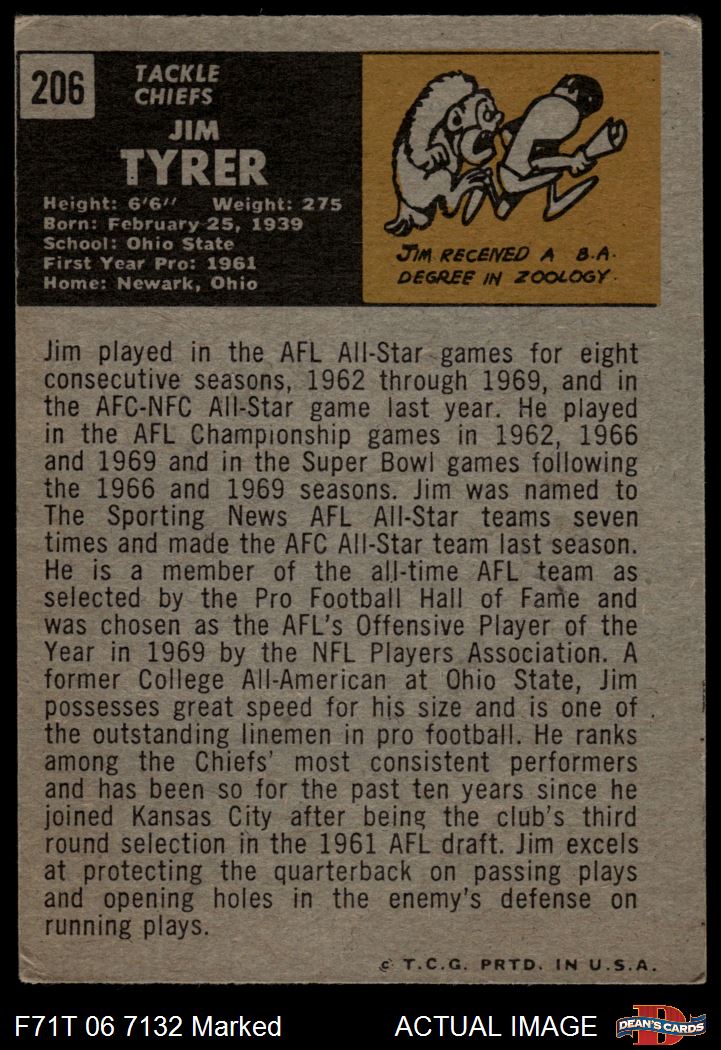 206
TACKLE
CHIEFS
JIM
TYRER
Height: 6'6" Weight: 275
Born: February 25, 1939
School: Ohio State
First Year Pro: 1961
Home: Newark, Ohio
JIM RECEIVED A B.A.
DEGREE IN ZOOLOGY.
Jim played in the AFL All-Star games for eight
consecutive seasons, 1962 through 1969, and in
the AFC-NFC All-Star game last year. He played
in the AFL Championship games in 1962, 1966
and 1969 and in the Super Bowl games following
the 1966 and 1969 seasons. Jim was named to
The Sporting News AFL All-Star teams seven
times and made the AFC All-Star team last season.
He is a member of the all-time AFL team as
selected by the Pro Football Hall of Fame and
was chosen as the AFL's Offensive Player of the
Year in 1969 by the NFL Players Association. A
former College All-American at Ohio State, Jim
possesses great speed for his size and is one of
the outstanding linemen in pro football. He ranks
among the Chiefs' most consistent performers
and has been so for the past ten years since he
joined Kansas City after being the club's third
round selection in the 1961 AFL draft. Jim excels
at protecting the quarterback on passing plays
and opening holes in the enemy's defense on
running plays.
© T.C.G. PRTD. IN U.S.A.
F71T 06 7132 Marked
ACTUAL IMAGE
DEAN'S CARDS